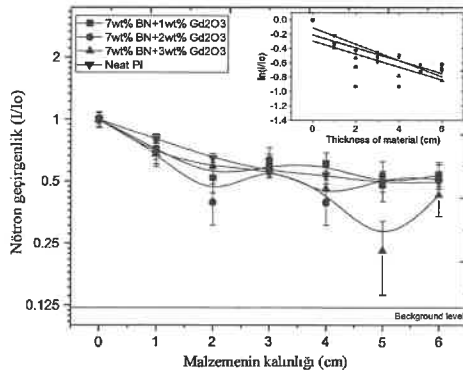 7wt% BN+1wt% Gd2O3
7wt% BN+2wt% Gd2O3
7wt% BN+3wt% Gd2O3
Neat PI
Nötron geçirgenlik (I/Io)
1
0.5
0.25
0.125
0 1 2 3 4 5 6
Malzemenin kalınlığı (cm)
Background level
ln(I/Io)
0.0
-0.2
-0.4
-0.6
-0.8
-1.0
-1.2
-1.4
0 1 2 3 4 5 6
Thickness of material (cm)